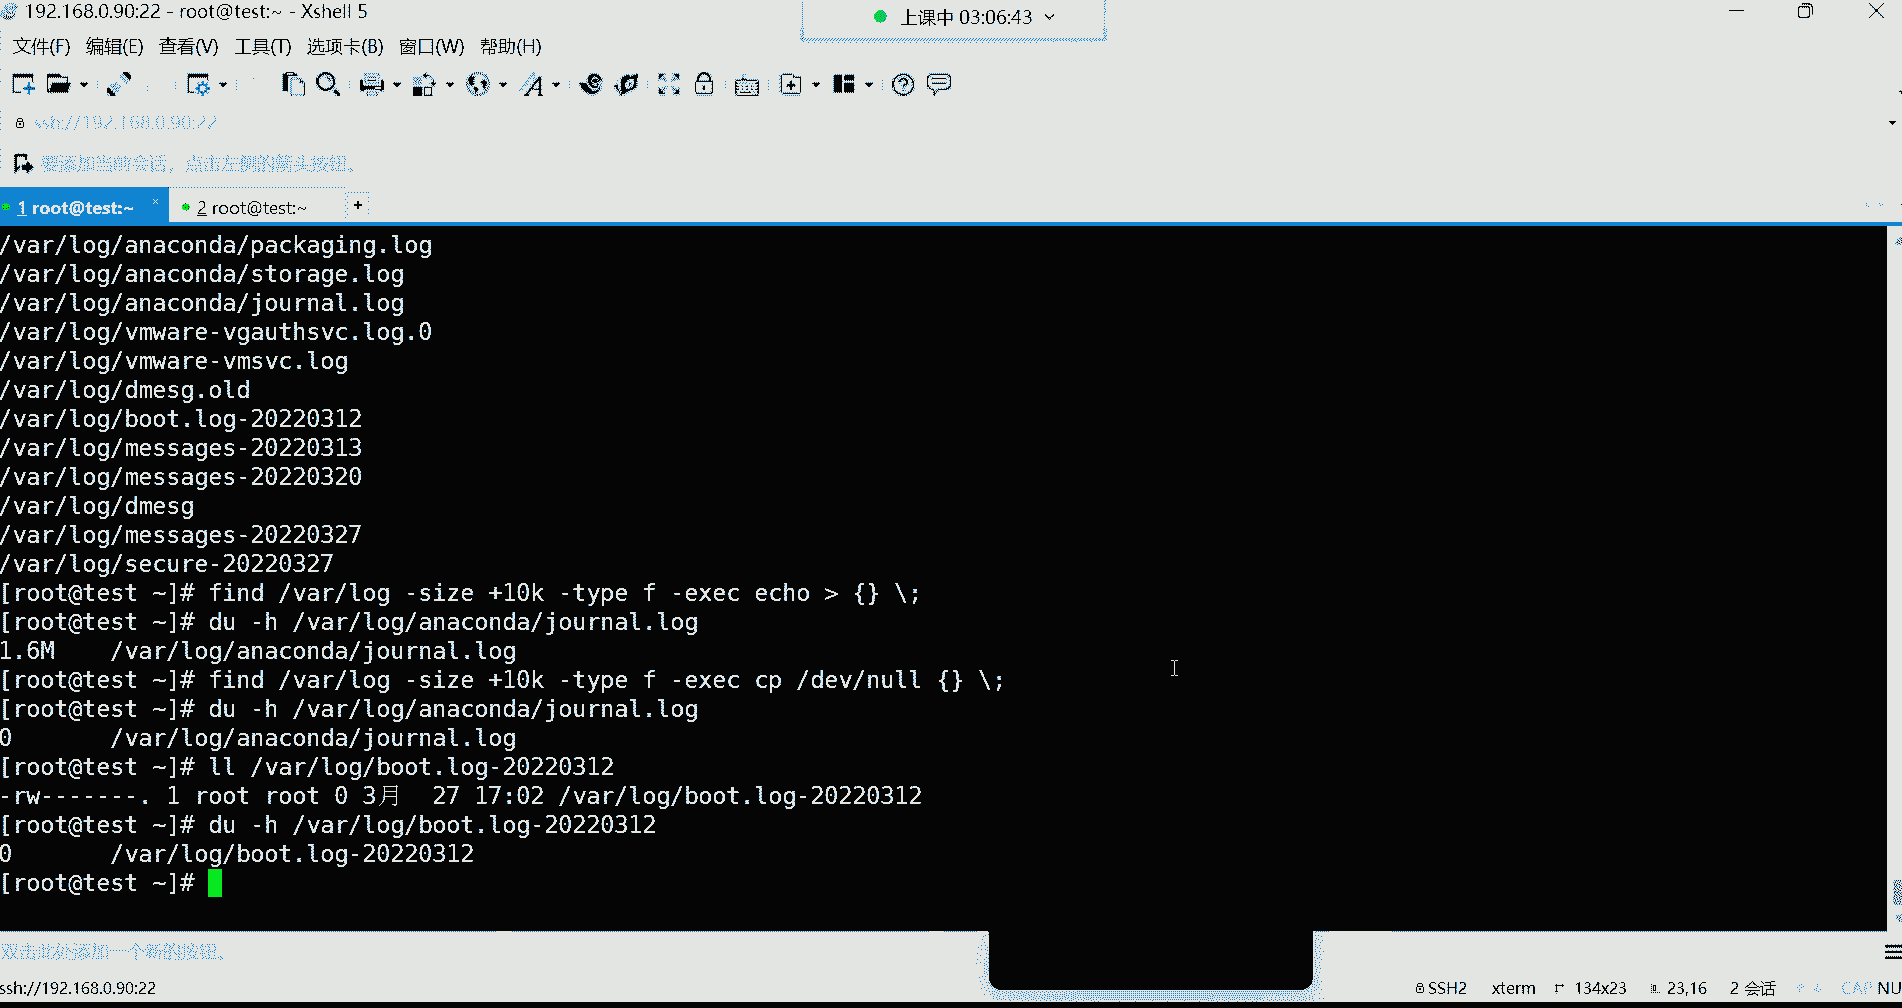 192.168.0.90:22 - root@test:~ - Xshell 5
上课中 03:06:43
文件(F) 编辑(E) 查看(V) 工具(T) 选项卡(B) 窗口(W) 帮助(H)
ssh://192.168.0.90:22
要添加当前会话，点击左侧的箭头按钮。
1 root@test:~ × 2 root@test:~ +
/var/log/anaconda/packaging.log
/var/log/anaconda/storage.log
/var/log/anaconda/journal.log
/var/log/vmware-vgauthsvc.log.0
/var/log/vmware-vmsvc.log
/var/log/dmesg.old
/var/log/boot.log-20220312
/var/log/messages-20220313
/var/log/messages-20220320
/var/log/dmesg
/var/log/messages-20220327
/var/log/secure-20220327
[root@test ~]# find /var/log -size +10k -type f -exec echo > {} \;
[root@test ~]# du -h /var/log/anaconda/journal.log
1.6M /var/log/anaconda/journal.log
[root@test ~]# find /var/log -size +10k -type f -exec cp /dev/null {} \;
[root@test ~]# du -h /var/log/anaconda/journal.log
0 /var/log/anaconda/journal.log
[root@test ~]# ll /var/log/boot.log-20220312
-rw-------. 1 root root 0 3月 27 17:02 /var/log/boot.log-20220312
[root@test ~]# du -h /var/log/boot.log-20220312
0 /var/log/boot.log-20220312
[root@test ~]#
双击此处添加一个新的按钮。
ssh://192.168.0.90:22 SSH2 xterm 134x23 23,16 2 会话 CAP NU